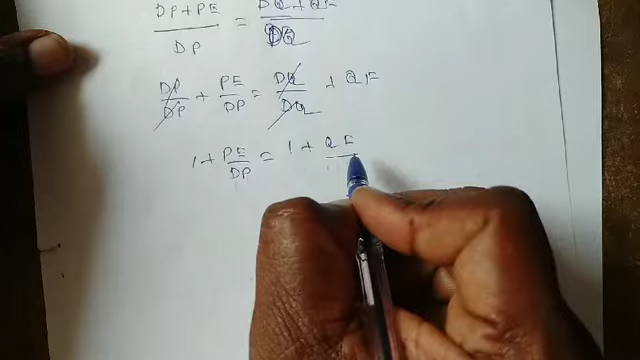 DP + PE / DP = DQ + QF / DQ
DP/DP + PE/DP = DQ/DQ + QF
1 + PE/DP = 1 + QF